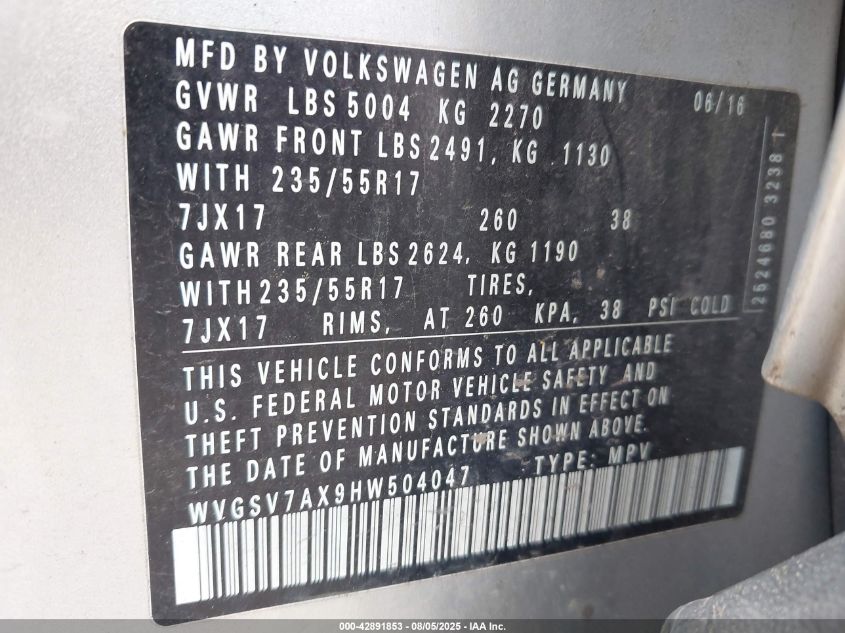 MFD BY VOLKSWAGEN AG GERMANY 06/16
GVWR LBS 5004 KG 2270
GAWR FRONT LBS 2491, KG 1130
WITH 235/55R17
7JX17 260 38
GAWR REAR LBS 2624, KG 1190
WITH 235/55R17 TIRES,
7JX17 RIMS, AT 260 KPA, 38 PSI COLD
THIS VEHICLE CONFORMS TO ALL APPLICABLE
U.S. FEDERAL MOTOR VEHICLE SAFETY AND
THEFT PREVENTION STANDARDS IN EFFECT ON
THE DATE OF MANUFACTURE SHOWN ABOVE.
WVGSV7AX9HW504047 TYPE: MPV
2524680 3238 1
000-42891853 - 08/05/2025 - IAA Inc.